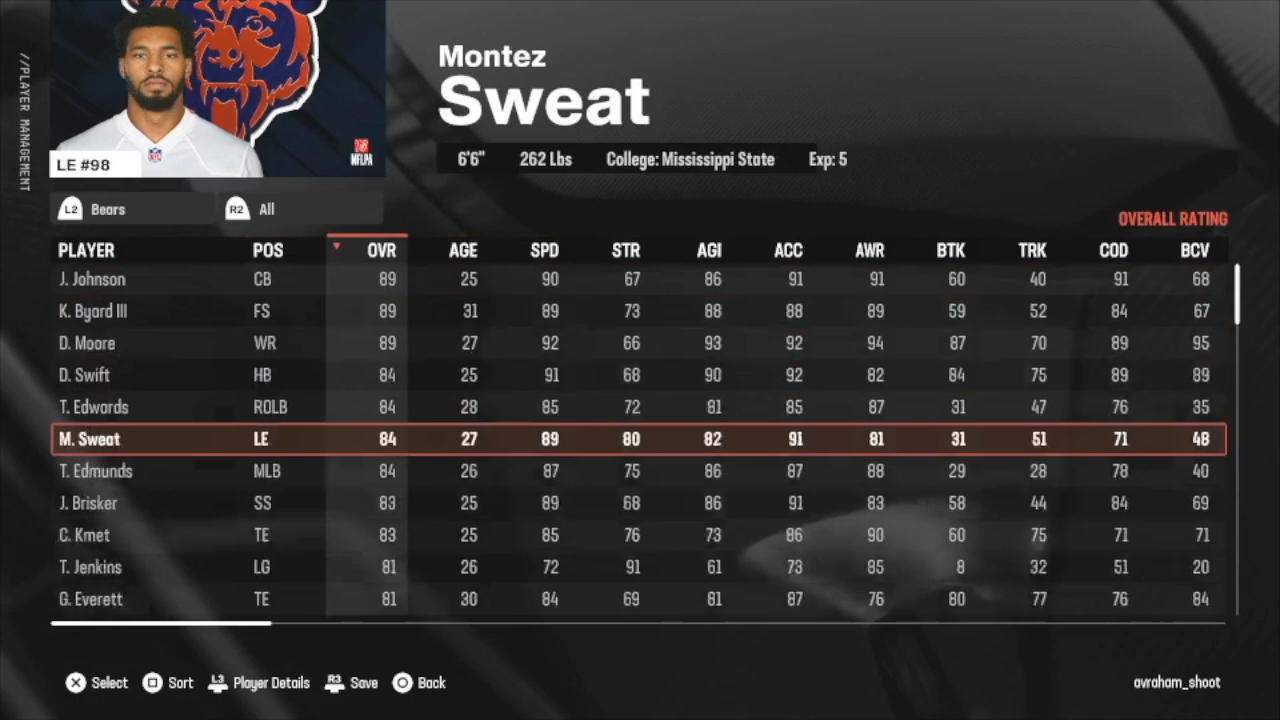 //PLAYER MANAGEMENT
LE #98
NFL
NFLPA
Montez
Sweat
6'6" 262 Lbs College: Mississippi State Exp: 5
L2 Bears R2 All
OVERALL RATING
PLAYER POS OVR AGE SPD STR AGI ACC AWR BTK TRK COD BCV
J. Johnson CB 89 25 90 67 86 91 91 60 40 91 68
K. Byard III FS 89 31 89 73 88 88 89 59 52 84 67
D. Moore WR 89 27 92 66 93 92 94 87 70 89 95
D. Swift HB 84 25 91 68 90 92 82 84 75 89 89
T. Edwards ROLB 84 28 85 72 81 85 87 31 47 76 35
M. Sweat LE 84 27 89 80 82 91 81 31 51 71 48
T. Edmunds MLB 84 26 87 75 86 87 88 29 28 78 40
J. Brisker SS 83 25 89 68 86 91 83 58 44 84 69
C. Kmet TE 83 25 85 76 73 86 90 60 75 71 71
T. Jenkins LG 81 26 72 91 61 73 85 8 32 51 20
G. Everett TE 81 30 84 69 81 87 76 80 77 76 84
Select Sort L3 Player Details R3 Save Back
avraham_shoot